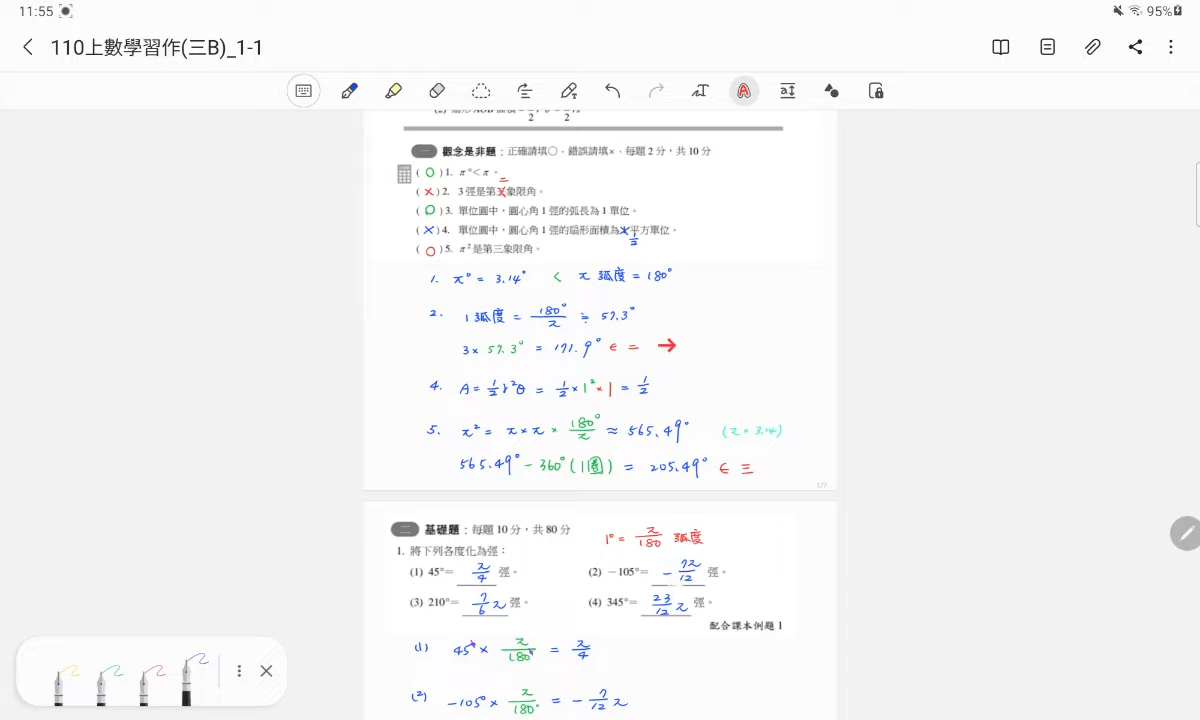 11:55 95%
110上數學習作(三B)_1-1
一 觀念是非題：正確請填○，錯誤請填×，每題 2 分，共 10 分
( O ) 1. π°<π。
( × ) 2. 3 弳是第二象限角。
( O ) 3. 單位圓中，圓心角 1 弳的弧長為 1 單位。
( × ) 4. 單位圓中，圓心角 1 弳的扇形面積為 1/2 平方單位。
( O ) 5. π²是第三象限角。
1. π° = 3.14° < π 弧度 = 180°
2. 1弧度 = 180°/π ≒ 57.3°
3× 57.3° = 171.9° ∈ 二 →
4. A = 1/2 r²θ = 1/2 × 1² × 1 = 1/2
5. π² = π × π × 180°/π ≈ 565.49° (π≈3.14)
565.49° - 360° (1圈) = 205.49° ∈ 三
1/7
二 基礎題：每題 10 分，共 80 分
1° = π/180 弧度
1. 將下列各度化為弳：
(1) 45°= π/4 弳。 (2) −105°= -7π/12 弳。
(3) 210°= 7/6 π 弳。 (4) 345°= 23/12 π 弳。
配合課本例題 1
(1) 45° × π/180° = π/4
(2) -105° × π/180° = - 7/12 π